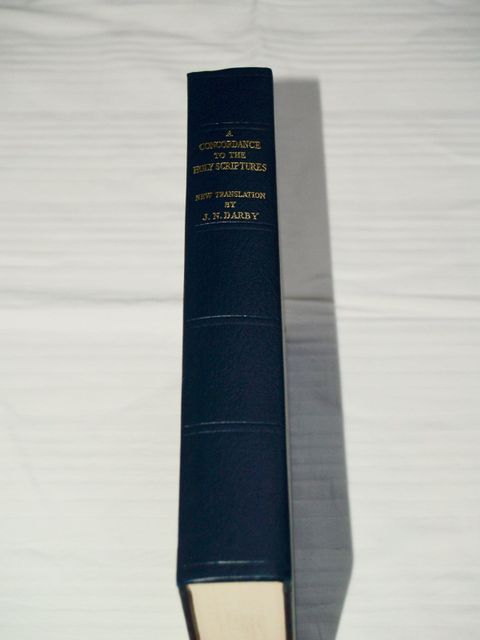 A
CONCORDANCE
TO THE
HOLY SCRIPTURES
NEW TRANSLATION
BY
J. N. DARBY